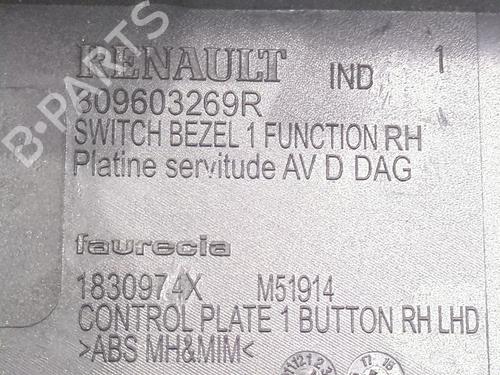 RENAULT IND 1
809603269R
SWITCH BEZEL 1 FUNCTION RH
Platine servitude AV D DAG
faurecia
1830974X M51914
CONTROL PLATE 1 BUTTON RH LHD
>ABS MH&MIM<
B-PARTS